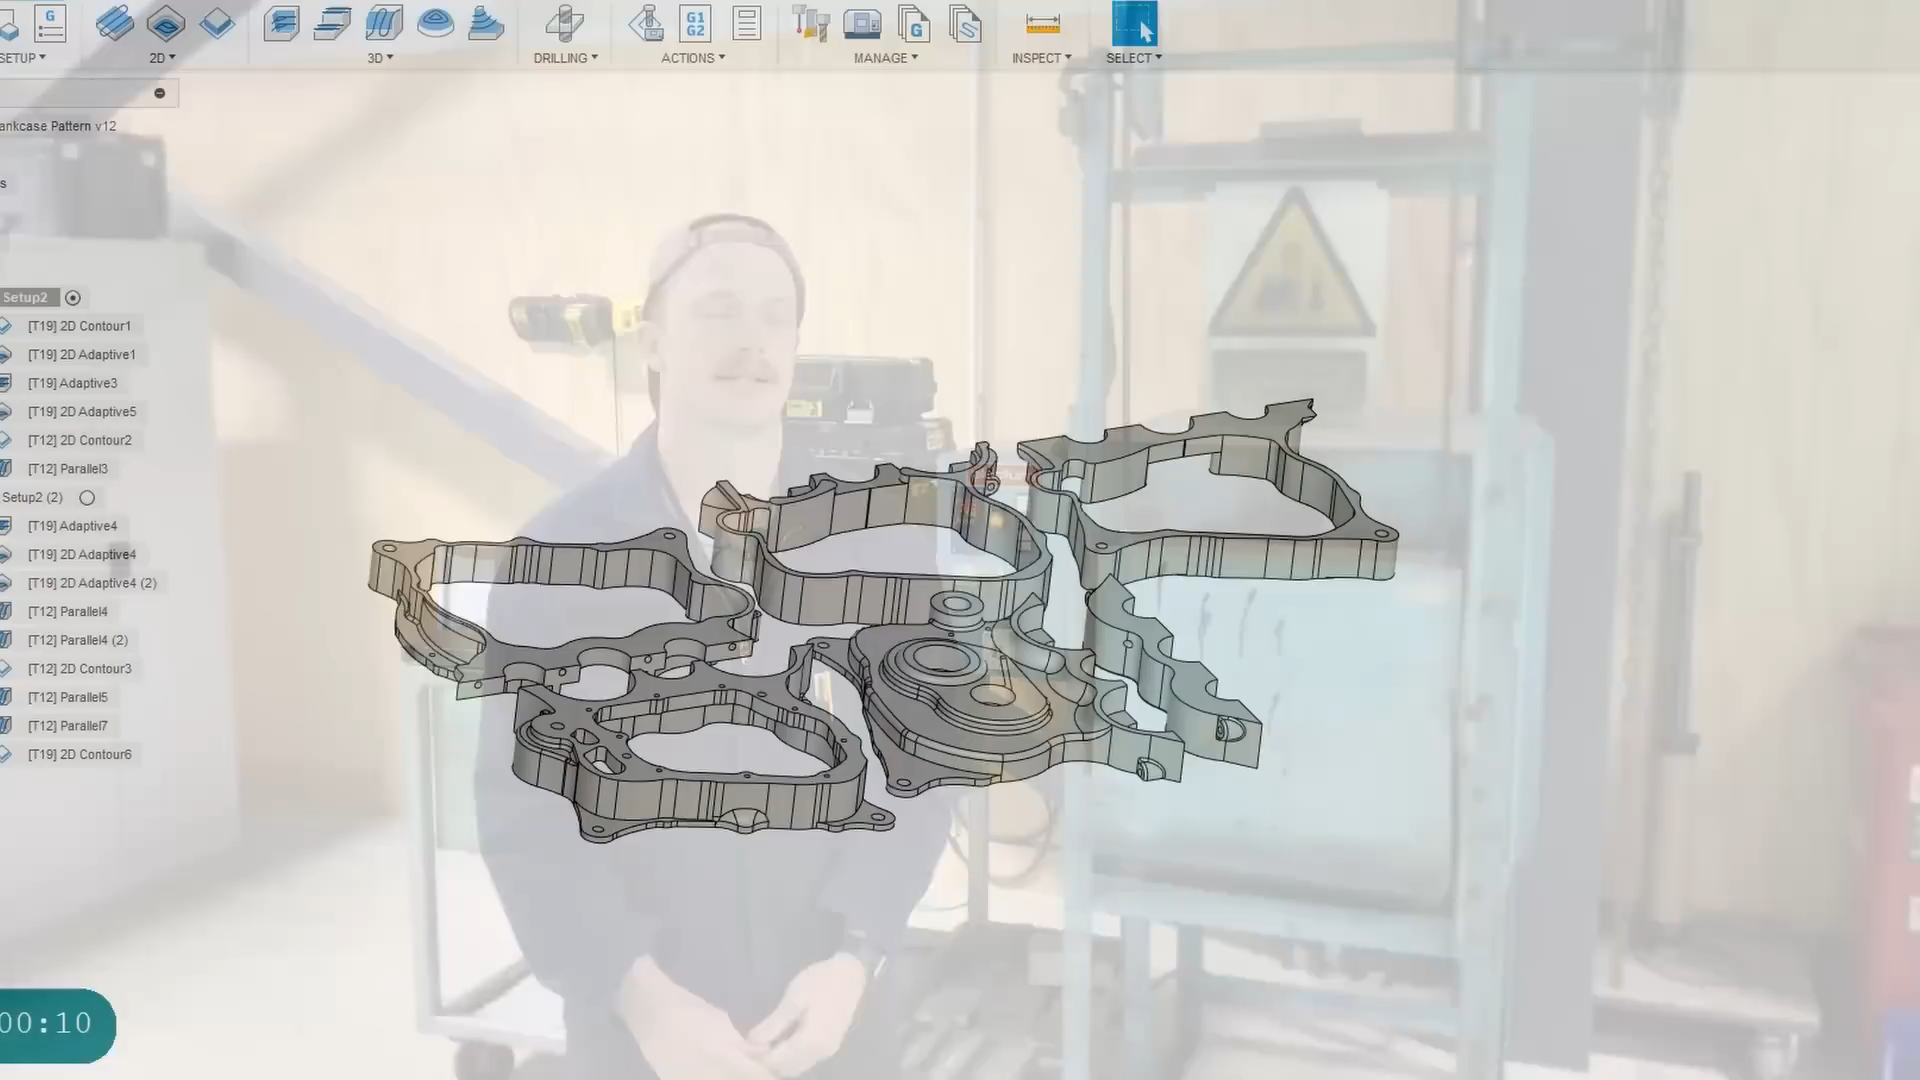 G
G1
G2
G
SETUP
2D
3D
DRILLING
ACTIONS
MANAGE
INSPECT
SELECT
ankcase Pattern v12
s
Setup2
[T19] 2D Contour1
[T19] 2D Adaptive1
[T19] Adaptive3
[T19] 2D Adaptive5
[T12] 2D Contour2
[T12] Parallel3
Setup2 (2)
[T19] Adaptive4
[T19] 2D Adaptive4
[T19] 2D Adaptive4 (2)
[T12] Parallel4
[T12] Parallel4 (2)
[T19] 2D Contour3
[T12] Parallel5
[T12] Parallel7
[T19] 2D Contour6
00:10